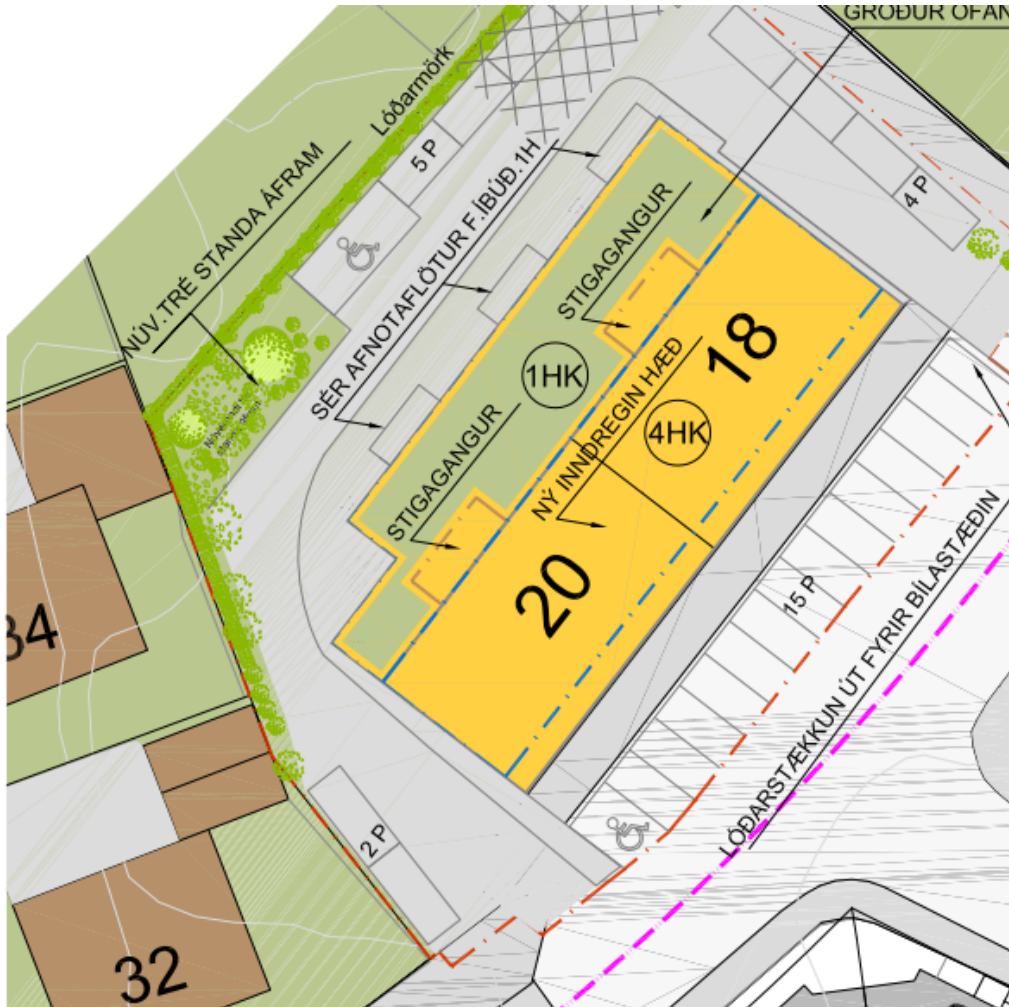 GRÓÐUR OFAN
Lóðarmörk
5 P
4 P
NÚV.TRÉ STANDA ÁFRAM
SÉR AFNOTAFLÖTUR F.ÍBÚÐ.1H
STIGAGANGUR
18
1HK
NÝ INNDREGIN HÆÐ
4HK
STIGAGANGUR
20
15 P
LÓÐARSTÆKKUN ÚT FYRIR BÍLASTÆÐIN
34
2 P
32